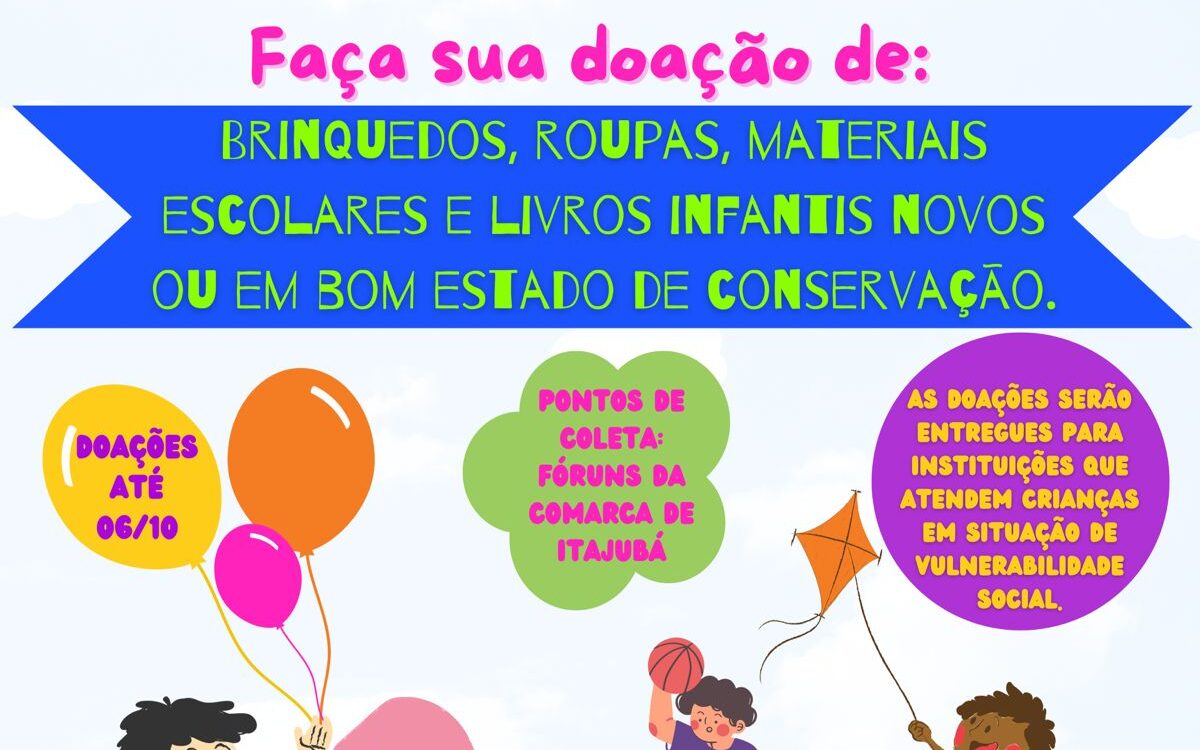 Faça sua doação de:
BRINQUEDOS, ROUPAS, MATERIAIS
ESCOLARES E LIVROS INFANTIS NOVOS
OU EM BOM ESTADO DE CONSERVAÇÃO.
DOAÇÕES
ATÉ
06/10
PONTOS DE
COLETA:
FÓRUNS DA
COMARCA DE
ITAJUBÁ
AS DOAÇÕES SERÃO
ENTREGUES PARA
INSTITUIÇÕES QUE
ATENDEM CRIANÇAS
EM SITUAÇÃO DE
VULNERABILIDADE
SOCIAL.